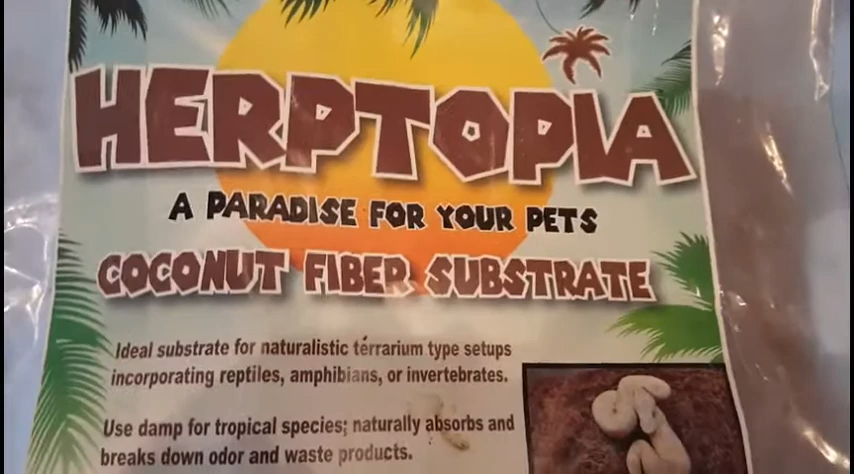 HERPTOPIA
A PARADISE FOR YOUR PETS
COCONUT FIBER SUBSTRATE
Ideal substrate for naturalistic terrarium type setups
incorporating reptiles, amphibians, or invertebrates.
Use damp for tropical species; naturally absorbs and
breaks down odor and waste products.